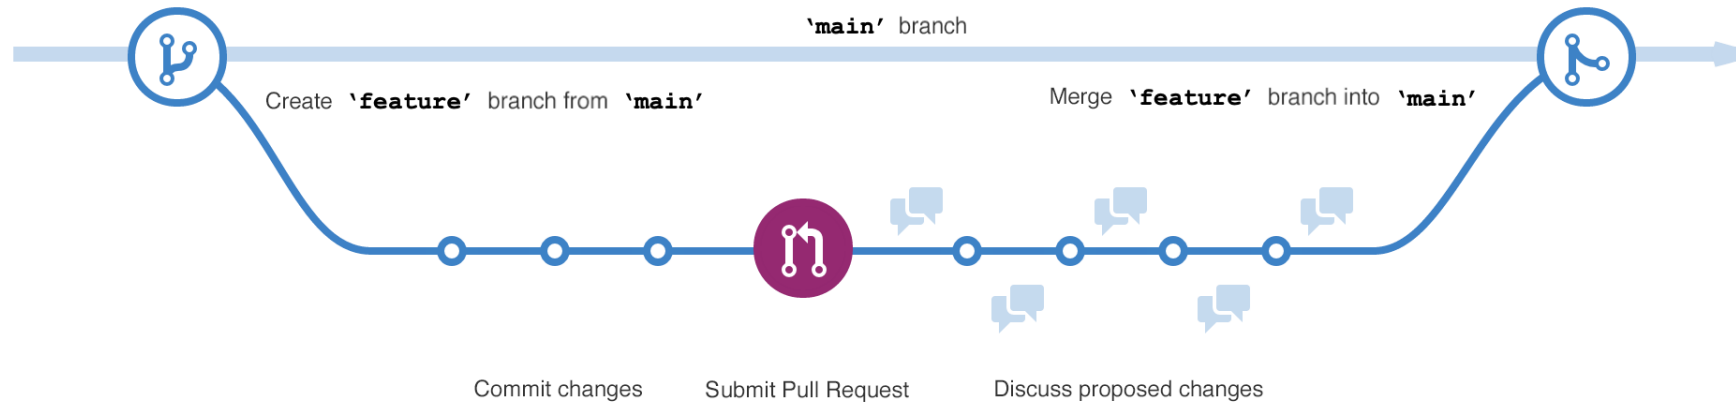 ‘main’ branch
Create ‘feature’ branch from ‘main’
Merge ‘feature’ branch into ‘main’
Commit changes
Submit Pull Request
Discuss proposed changes